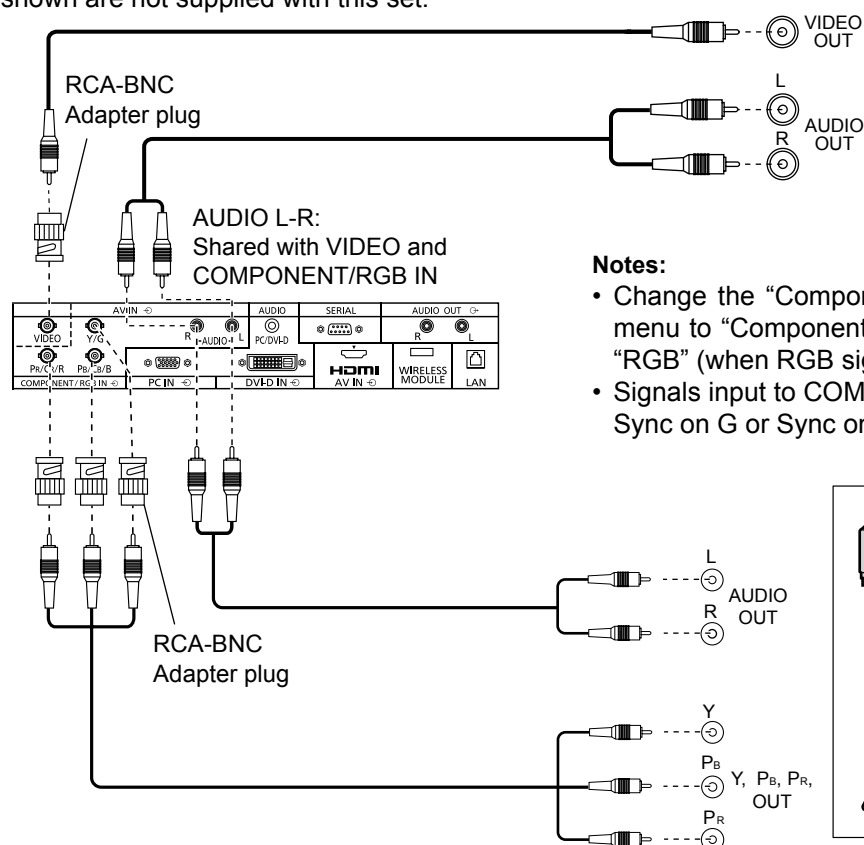 shown are not supplied with this set.
VIDEO
OUT
RCA-BNC
Adapter plug
L
R
AUDIO
OUT
AUDIO L-R:
Shared with VIDEO and
COMPONENT/RGB IN
Notes:
• Change the “Compon
menu to “Component
“RGB” (when RGB sig
• Signals input to COM
Sync on G or Sync or
AV IN
AUDIO
SERIAL
AUDIO OUT
VIDEO
Y/G
R -AUDIO- L
PC/DVI-D
R
L
PR/CR/R
PB/CB/B
HDMI
WIRELESS
MODULE
COMPONENT/RGB IN
PC IN
DVI-D IN
AV IN
LAN
L
R
AUDIO
OUT
RCA-BNC
Adapter plug
Y
PB
PR
Y, PB, PR,
OUT